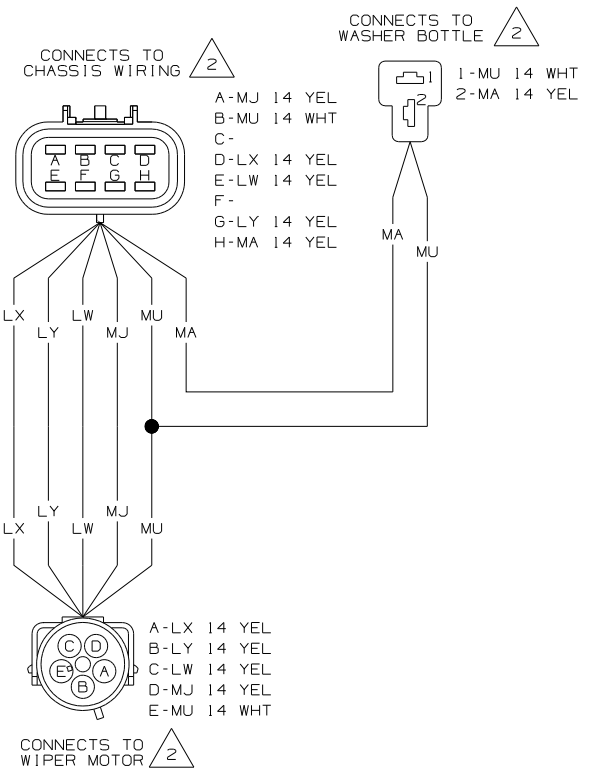 CONNECTS TO
WASHER BOTTLE
2
CONNECTS TO
CHASSIS WIRING
2
1
2
1-MU 14 WHT
2-MA 14 YEL
A-MJ 14 YEL
B-MU 14 WHT
C-
D-LX 14 YEL
E-LW 14 YEL
F-
G-LY 14 YEL
H-MA 14 YEL
A B C D
E F G H
MA
MU
LX LW MU
LY MJ MA
LY MJ
LX LW MU
A-LX 14 YEL
B-LY 14 YEL
C-LW 14 YEL
D-MJ 14 YEL
E-MU 14 WHT
C D
E A
B
CONNECTS TO
WIPER MOTOR
2